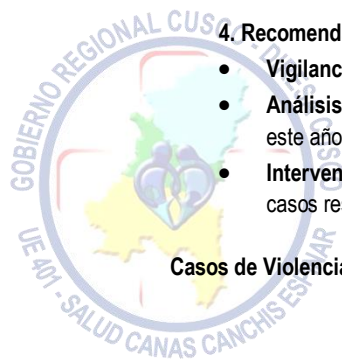 4. Recomend
• Vigilanc
• Análisis
este año
• Interven
casos re
Casos de Violencia
GOBIERNO REGIONAL CUSCO
UE 401 - SALUD CANAS CANCHIS ESPINAR